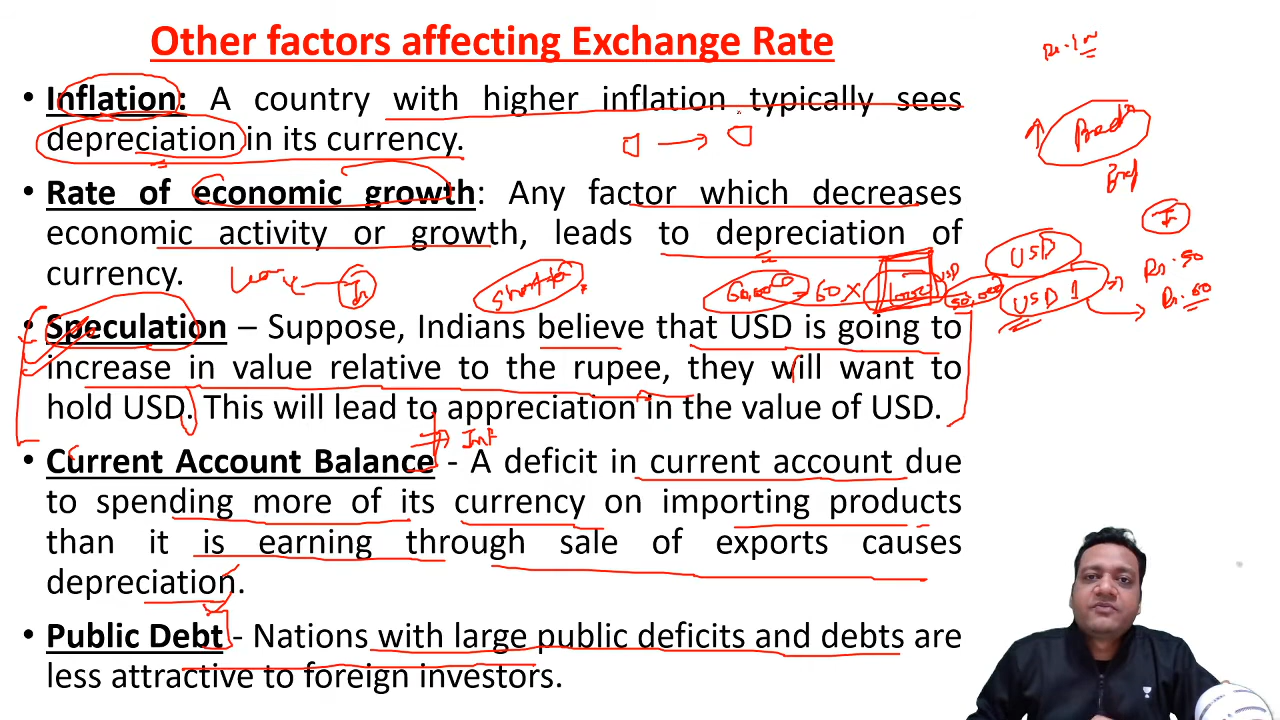 Other factors affecting Exchange Rate
• Inflation: A country with higher inflation typically sees
depreciation in its currency.
• Rate of economic growth: Any factor which decreases
economic activity or growth, leads to depreciation of
currency.
• Speculation – Suppose, Indians believe that USD is going to
increase in value relative to the rupee, they will want to
hold USD. This will lead to appreciation in the value of USD.
• Current Account Balance - A deficit in current account due
to spending more of its currency on importing products
than it is earning through sale of exports causes
depreciation.
• Public Debt - Nations with large public deficits and debts are
less attractive to foreign investors.
USD
USD 1
Rs. 50
Rs. 60